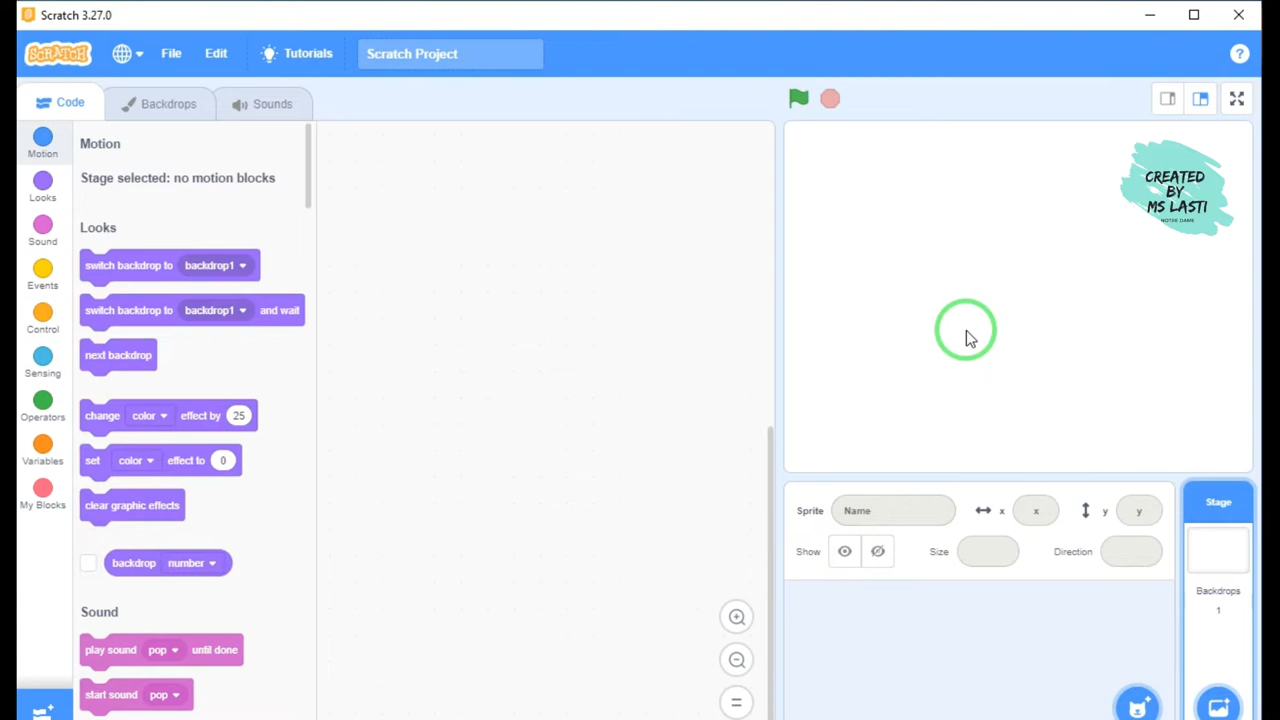 Scratch 3.27.0
SCRATCH
File
Edit
Tutorials
Scratch Project
?
Code
Backdrops
Sounds
Motion
Looks
Sound
Events
Control
Sensing
Operators
Variables
My Blocks
Motion
Stage selected: no motion blocks
Looks
switch backdrop to backdrop1
switch backdrop to backdrop1 and wait
next backdrop
change color effect by 25
set color effect to 0
clear graphic effects
backdrop number
Sound
play sound pop until done
start sound pop
CREATED
BY
MS LASTI
NOTRE DAME
Sprite Name x x y y
Show Size Direction
Stage
Backdrops
1